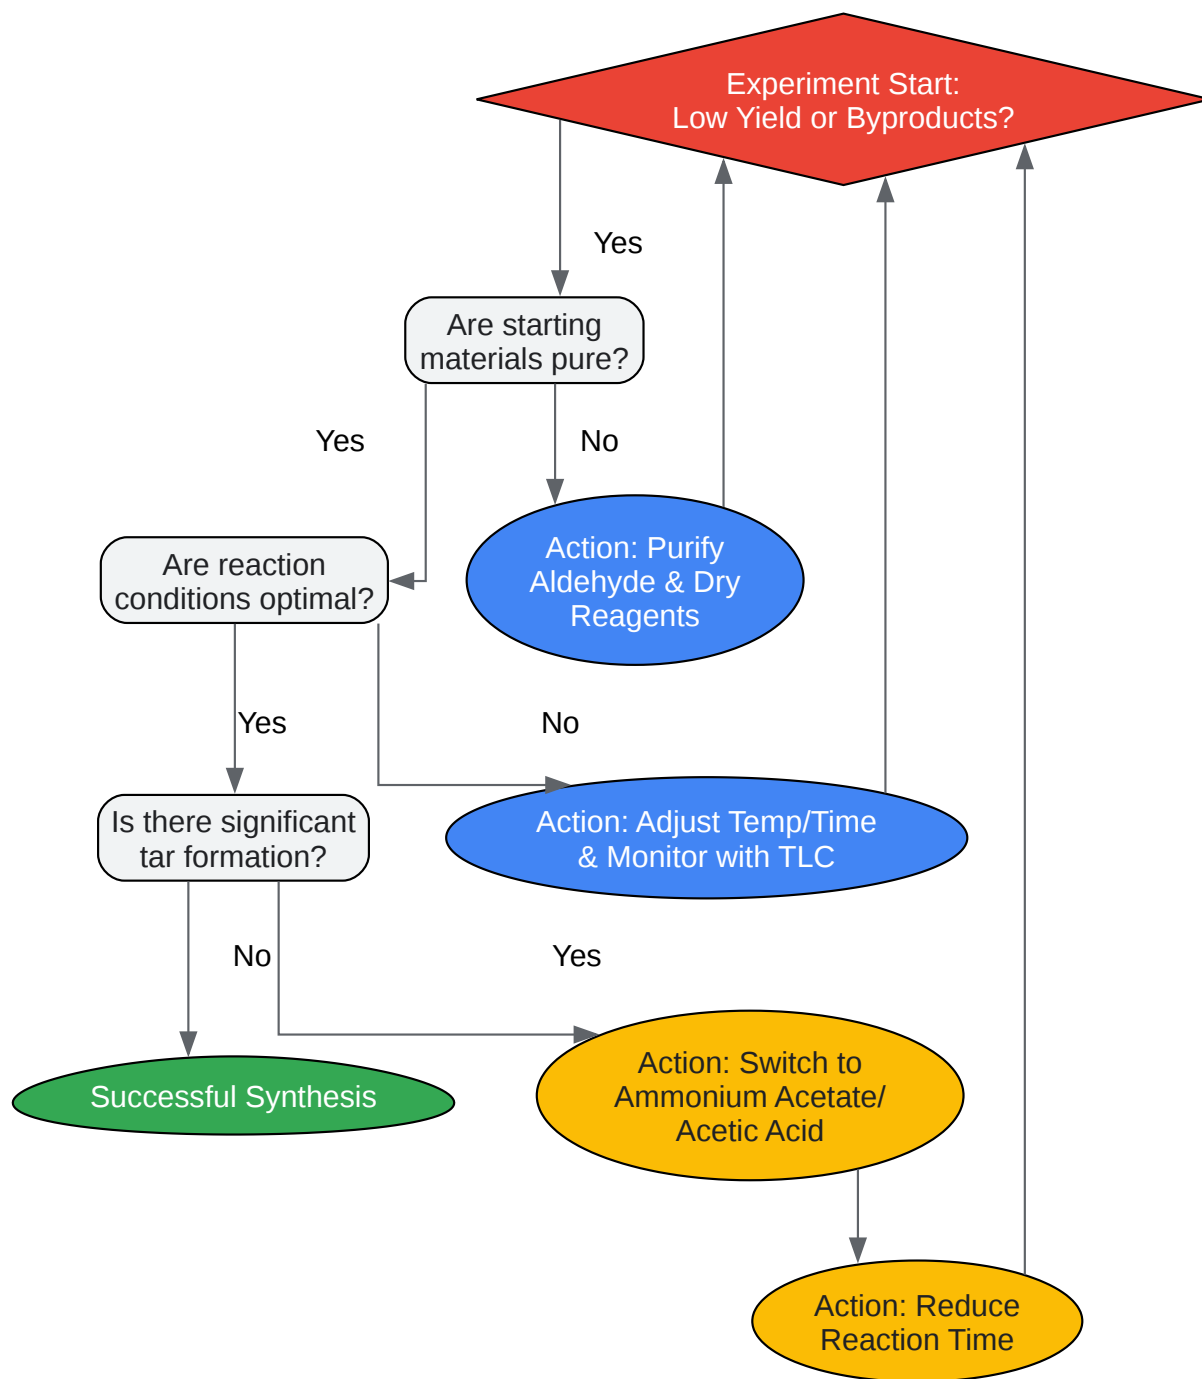 Experiment Start:
Low Yield or Byproducts?
Yes
Are starting
materials pure?
Yes
No
Action: Purify
Aldehyde & Dry
Reagents
Are reaction
conditions optimal?
Yes
No
Action: Adjust Temp/Time
& Monitor with TLC
Is there significant
tar formation?
No
Yes
Successful Synthesis
Action: Switch to
Ammonium Acetate/
Acetic Acid
Action: Reduce
Reaction Time